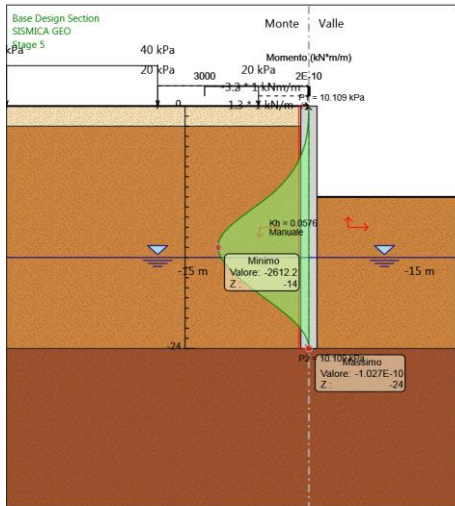 Base Design Section
SISMICA GEO
Stage 5
kPa
Monte
Valle
40 kPa
Momento (kN*m/m)
20 kPa
3000
20 kPa
2E-10
-3.3 * 1 kNm/m
P1 = 10.109 kPa
0
1.3 * 1 kN/m
Kh = 0.0576
Manuale
Minimo
Valore: -2612.2
Z : -14
-15 m
-15 m
-24
P2 = 10.109 kPa
Massimo
Valore: -1.027E-10
Z : -24